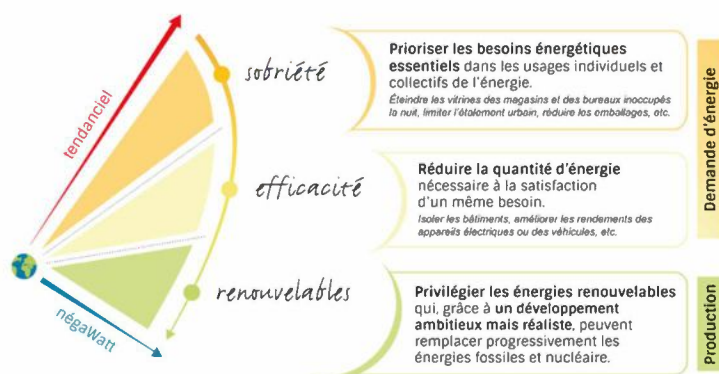 tendanciel
négaWatt
sobriété
Prioriser les besoins énergétiques
essentiels dans les usages individuels et
collectifs de l'énergie.
Éteindre les vitrines des magasins et des bureaux inoccupés
la nuit, limiter l'étalement urbain, réduire les emballages, etc.
efficacité
Réduire la quantité d'énergie
nécessaire à la satisfaction
d'un même besoin.
Isoler les bâtiments, améliorer les rendements des
appareils électriques ou des véhicules, etc.
Demande d'énergie
renouvelables
Privilégier les énergies renouvelables
qui, grâce à un développement
ambitieux mais réaliste, peuvent
remplacer progressivement les
énergies fossiles et nucléaire.
Production